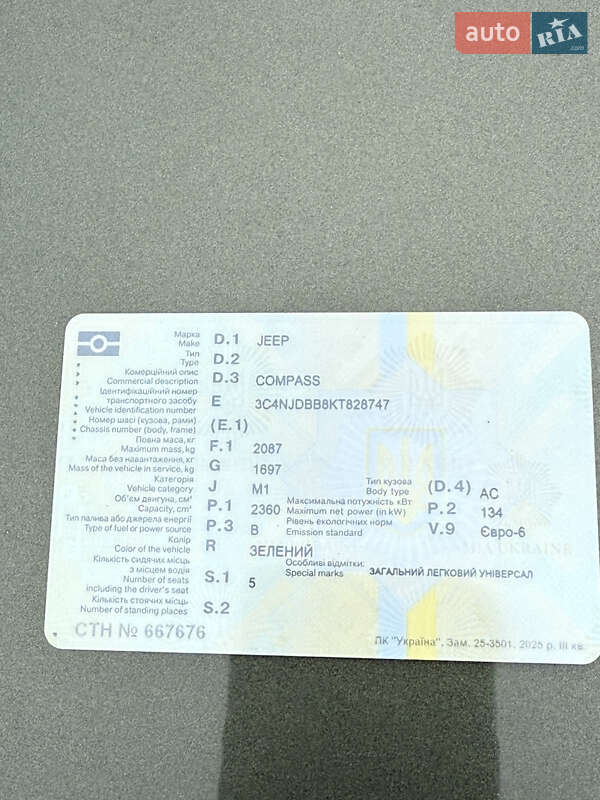 auto RIA .com
Марка D.1 JEEP
Make
Тип D.2
Type
Комерційний опис D.3 COMPASS
Commercial description
Ідентифікаційний номер
транспортного засобу E 3C4NJDBB8KT828747
Vehicle identification number
Номер шасі (кузова, рами) (E.1)
Chassis number (body, frame)
Повна маса, кг F.1 2087
Maximum mass, kg
Маса без навантаження, кг G 1697
Mass of the vehicle in service, kg
Категорія J M1 Тип кузова (D.4) АС
Vehicle category Body type
Об'єм двигуна, см³ P.1 2360 Максимальна потужність кВт P.2 134
Capacity, cm³ Maximum net power (in kW)
Тип палива або джерела енергії P.3 B Рівень екологічних норм V.9 Євро-6
Type of fuel or power source Emission standard
Колір R ЗЕЛЕНИЙ
Color of the vehicle
Кількість сидячих місць Особливі відмітки: ЗАГАЛЬНИЙ ЛЕГКОВИЙ УНІВЕРСАЛ
з місцем водія Special marks
Number of seats S.1 5
including the driver's seat
Кількість стоячих місць S.2
Number of standing places
СТН № 667676
ПК "Україна". Зам. 25-3501. 2025 р. III кв.